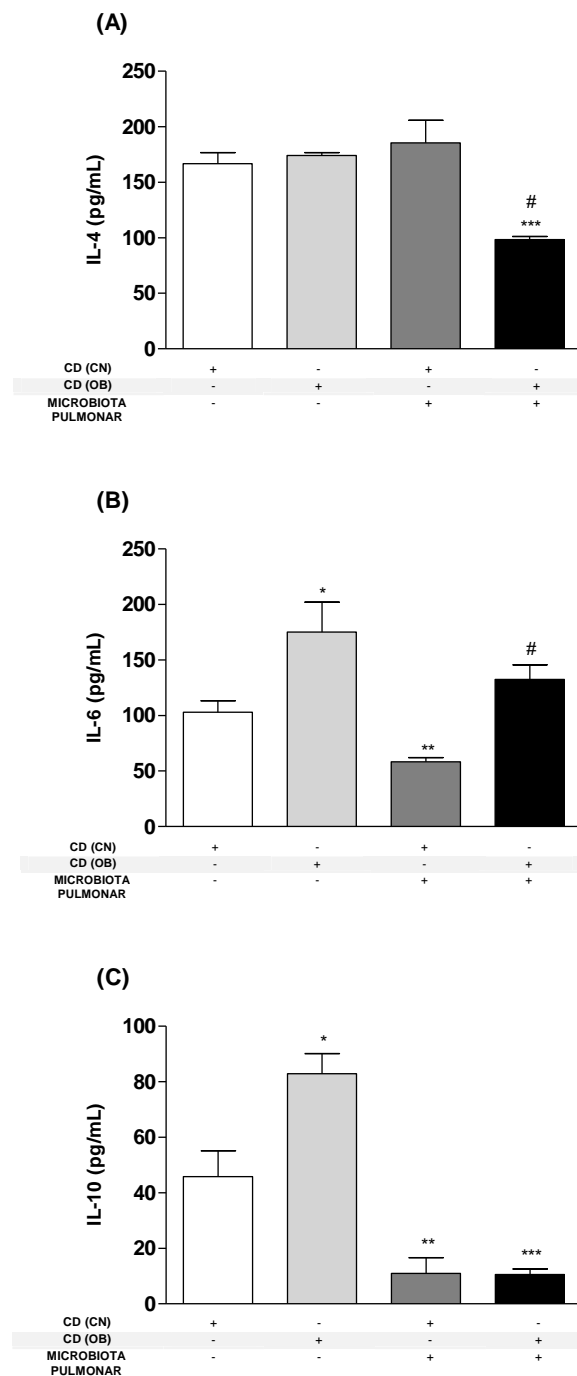 (A)
250
200
150
100
50
0
IL-4 (pg/mL)
#
***
CD (CN) + - + -
CD (OB) - + - +
MICROBIOTA PULMONAR - - + +
(B)
250
200
150
100
50
0
IL-6 (pg/mL)
*
**
#
CD (CN) + - + -
CD (OB) - + - +
MICROBIOTA PULMONAR - - + +
(C)
100
80
60
40
20
0
IL-10 (pg/mL)
*
**
***
CD (CN) + - + -
CD (OB) - + - +
MICROBIOTA PULMONAR - - + +